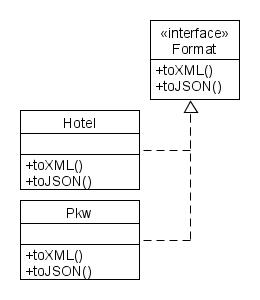 «interface»
Format
+toXML()
+toJSON()
Hotel
+toXML()
+toJSON()
Pkw
+toXML()
+toJSON()